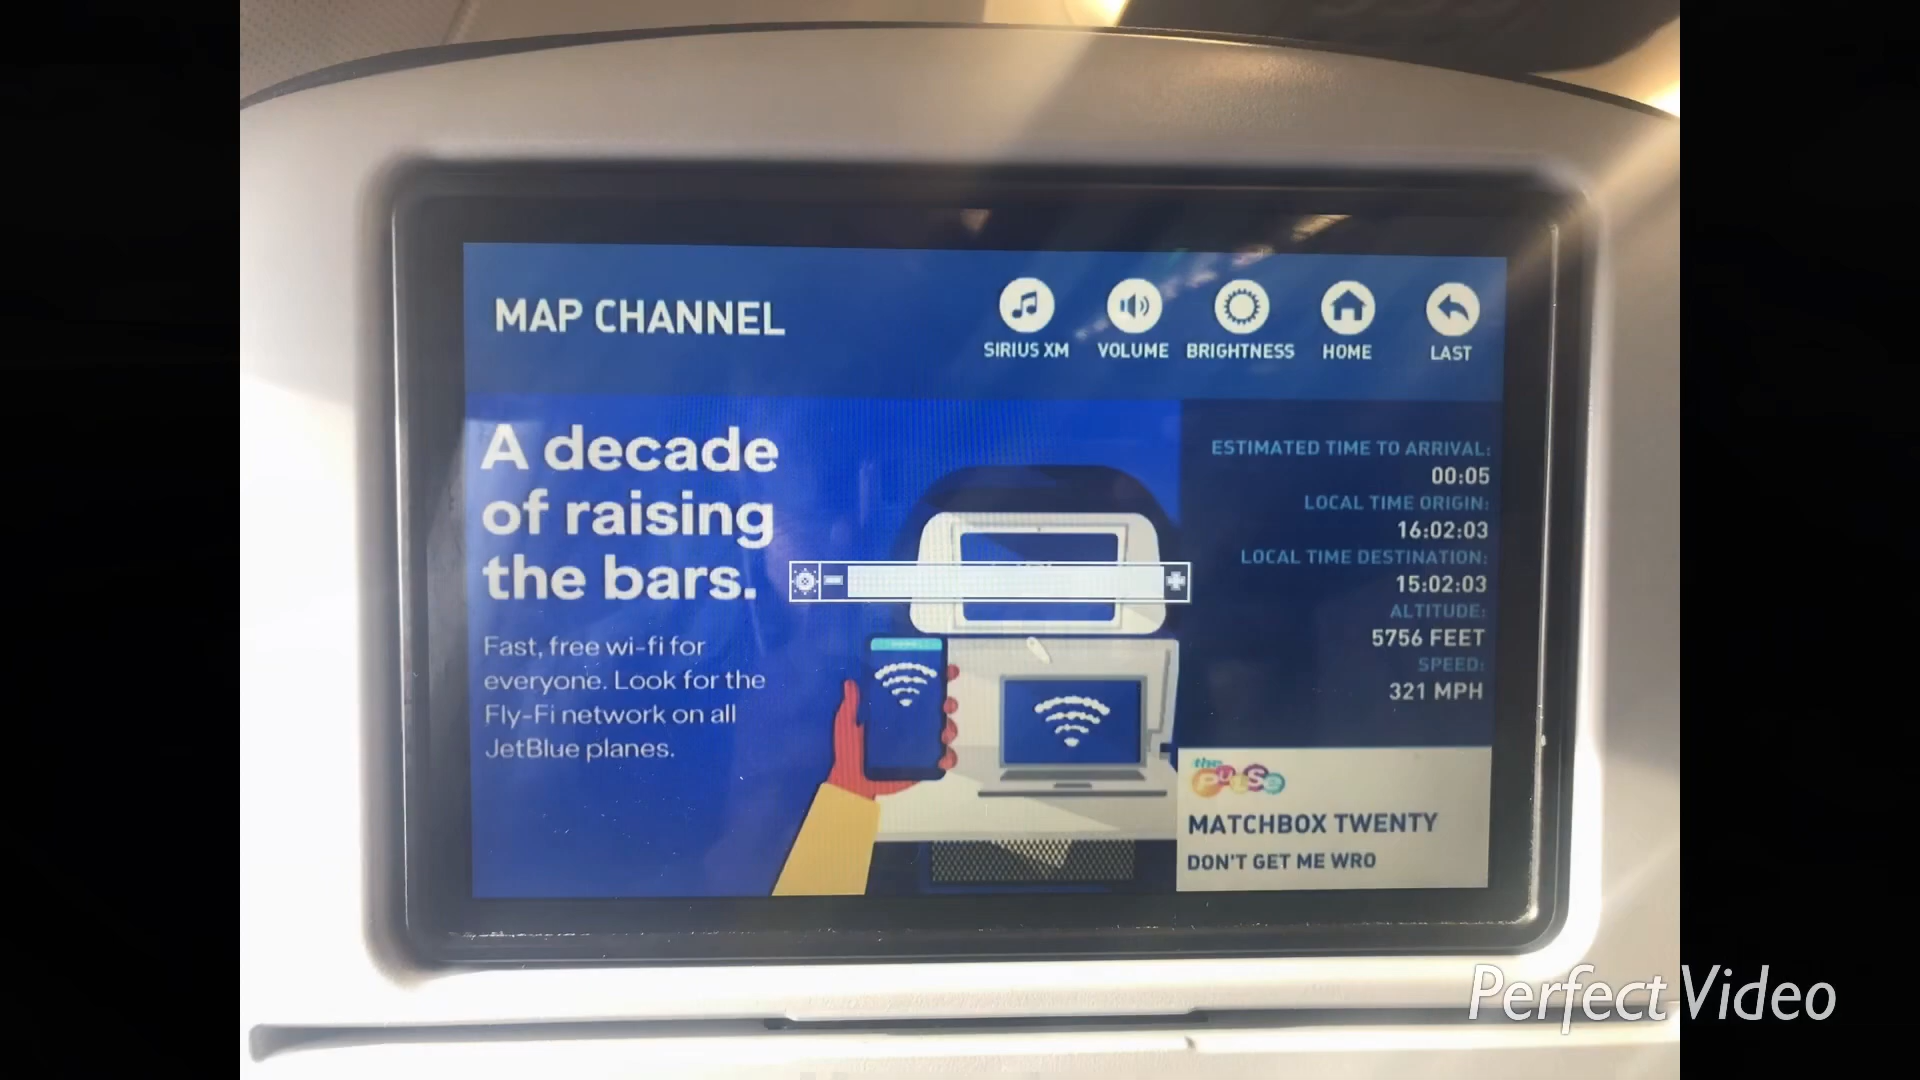 MAP CHANNEL
SIRIUS XM
VOLUME
BRIGHTNESS
HOME
LAST
A decade
of raising
the bars.
Fast, free wi-fi for
everyone. Look for the
Fly-Fi network on all
JetBlue planes.
ESTIMATED TIME TO ARRIVAL:
00:05
LOCAL TIME ORIGIN:
16:02:03
LOCAL TIME DESTINATION:
15:02:03
ALTITUDE:
5756 FEET
SPEED:
321 MPH
the
PULSE
MATCHBOX TWENTY
DON'T GET ME WRO
Perfect Video